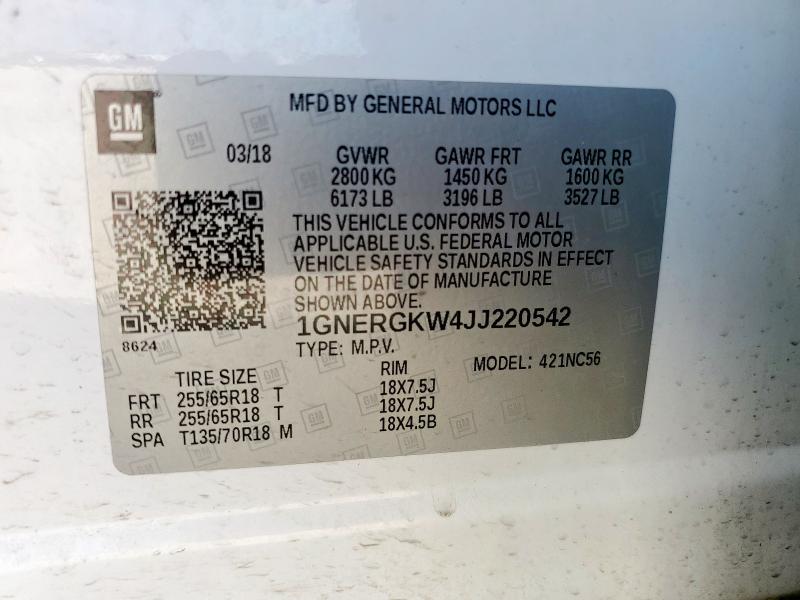 GM
MFD BY GENERAL MOTORS LLC
03/18 GVWR GAWR FRT GAWR RR
2800 KG 1450 KG 1600 KG
6173 LB 3196 LB 3527 LB
THIS VEHICLE CONFORMS TO ALL
APPLICABLE U.S. FEDERAL MOTOR
VEHICLE SAFETY STANDARDS IN EFFECT
ON THE DATE OF MANUFACTURE
SHOWN ABOVE.
1GNERGKW4JJ220542
8624
TYPE: M.P.V. MODEL: 421NC56
TIRE SIZE RIM
FRT 255/65R18 T 18X7.5J
RR 255/65R18 T 18X7.5J
SPA T135/70R18 M 18X4.5B